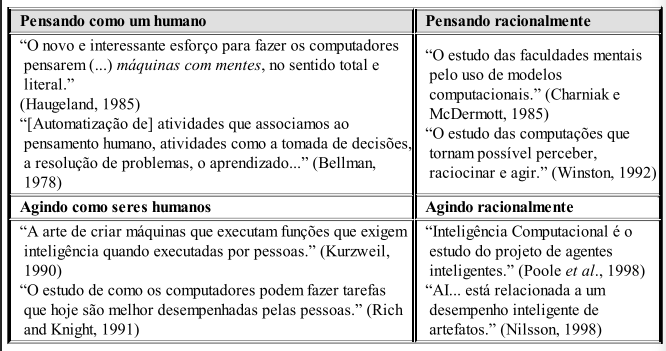 Pensando como um humano
“O novo e interessante esforço para fazer os computadores
pensarem (...) máquinas com mentes, no sentido total e
literal.”
(Haugeland, 1985)
“[Automatização de] atividades que associamos ao
pensamento humano, atividades como a tomada de decisões,
a resolução de problemas, o aprendizado...” (Bellman,
1978)
Pensando racionalmente
“O estudo das faculdades mentais
pelo uso de modelos
computacionais.” (Charniak e
McDermott, 1985)
“O estudo das computações que
tornam possível perceber,
raciocinar e agir.” (Winston, 1992)
Agindo como seres humanos
“A arte de criar máquinas que executam funções que exigem
inteligência quando executadas por pessoas.” (Kurzweil,
1990)
“O estudo de como os computadores podem fazer tarefas
que hoje são melhor desempenhadas pelas pessoas.” (Rich
and Knight, 1991)
Agindo racionalmente
“Inteligência Computacional é o
estudo do projeto de agentes
inteligentes.” (Poole et al., 1998)
“AI... está relacionada a um
desempenho inteligente de
artefatos.” (Nilsson, 1998)